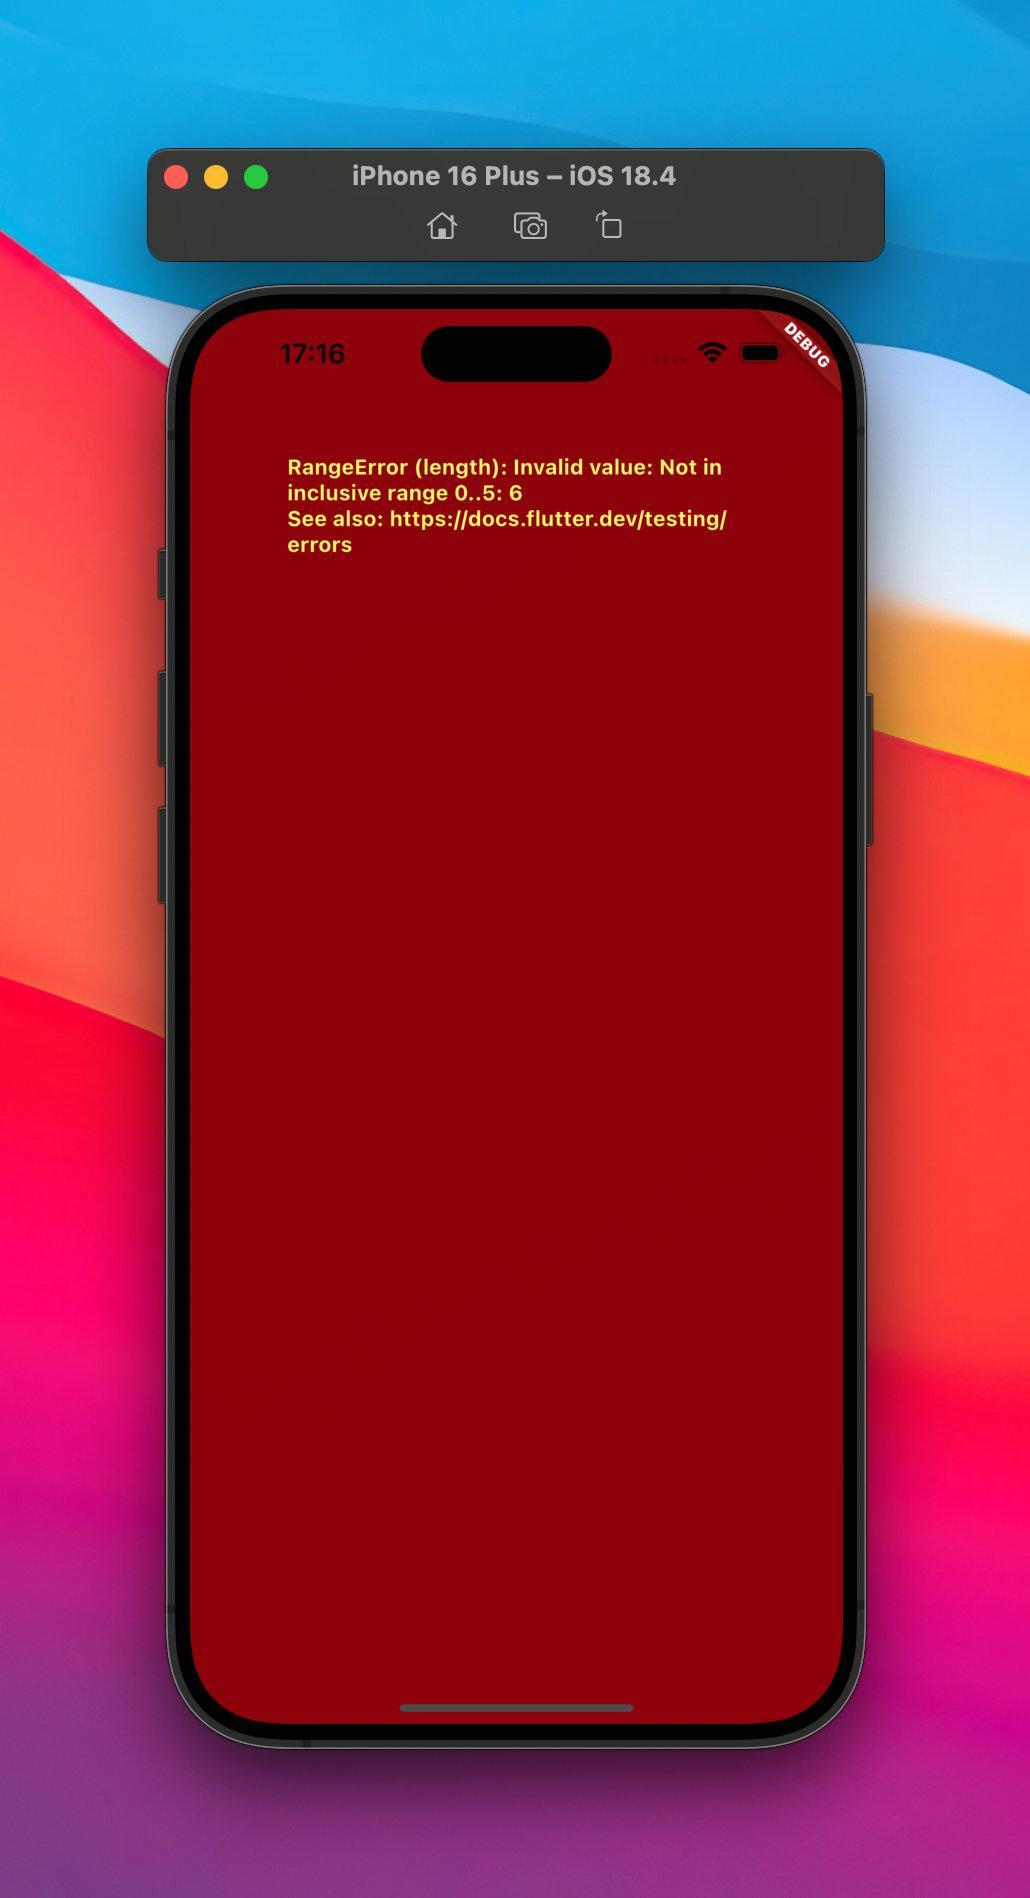 iPhone 16 Plus – iOS 18.4
17:16
DEBUG
RangeError (length): Invalid value: Not in
inclusive range 0..5: 6
See also: https://docs.flutter.dev/testing/
errors